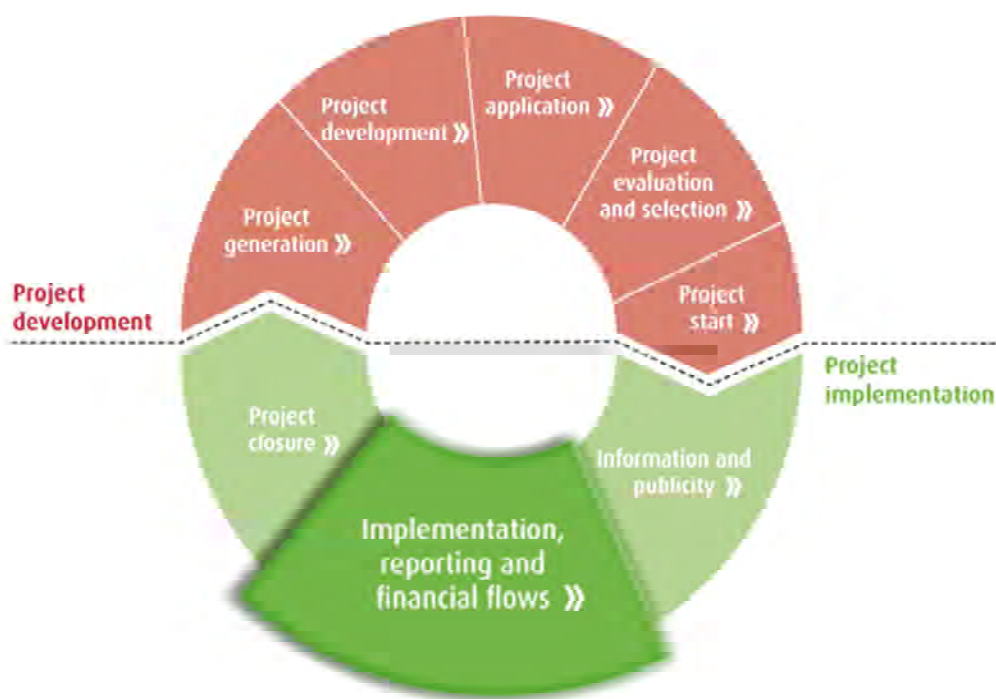 Project
application »
Project
development »
Project
evaluation
and selection »
Project
generation »
Project
start »
Project
development
Project
implementation
Project
closure »
Information and
publicity »
Implementation,
reporting and
financial flows »